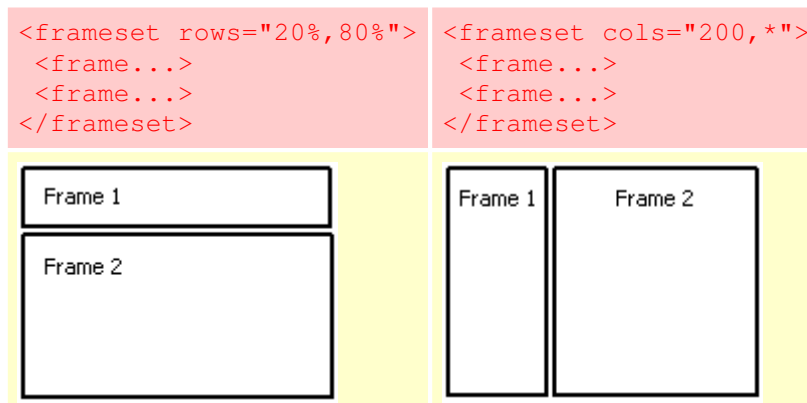 <frameset rows="20%,80%">
<frame...>
<frame...>
</frameset>
<frameset cols="200,*">
<frame...>
<frame...>
</frameset>
Frame 1
Frame 2
Frame 1
Frame 2